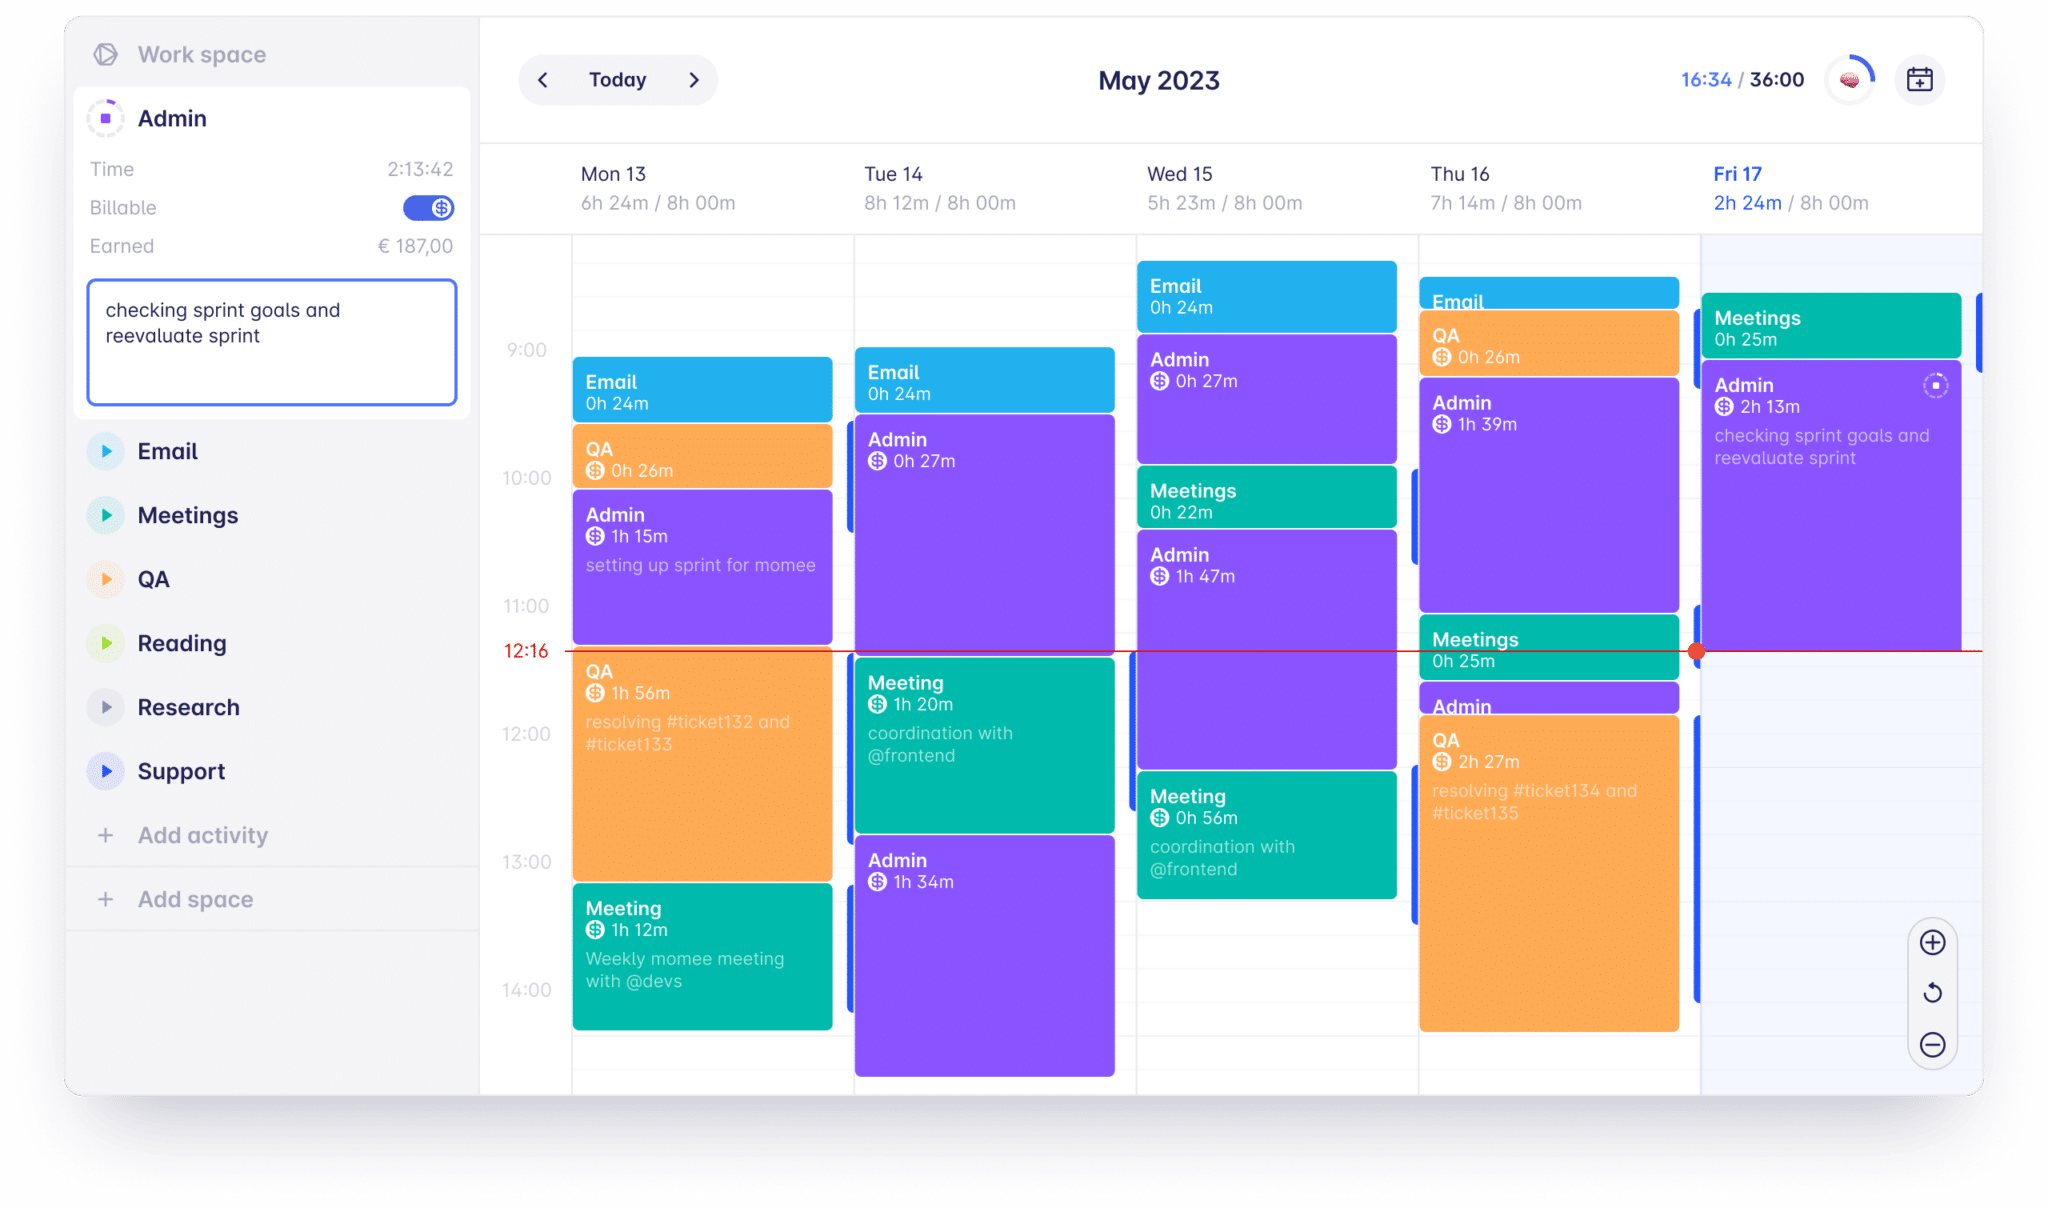 Work space
Admin
Time 2:13:42
Billable
Earned € 187,00
checking sprint goals and
reevaluate sprint
Email
Meetings
QA
Reading
Research
Support
+ Add activity
+ Add space
Today
May 2023
16:34 / 36:00
Mon 13
6h 24m / 8h 00m
Tue 14
8h 12m / 8h 00m
Wed 15
5h 23m / 8h 00m
Thu 16
7h 14m / 8h 00m
Fri 17
2h 24m / 8h 00m
9:00
10:00
11:00
12:16
12:00
13:00
14:00
Email
0h 24m
QA
0h 26m
Admin
1h 15m
setting up sprint for momee
QA
1h 56m
resolving #ticket132 and
#ticket133
Meeting
1h 12m
Weekly momee meeting
with @devs
Email
0h 24m
Admin
0h 27m
Meeting
1h 20m
coordination with
@frontend
Admin
1h 34m
Email
0h 24m
Admin
0h 27m
Meetings
0h 22m
Admin
1h 47m
Meeting
0h 56m
coordination with
@frontend
Email
QA
0h 26m
Admin
1h 39m
Meetings
0h 25m
Admin
QA
2h 27m
resolving #ticket134 and
#ticket135
Meetings
0h 25m
Admin
2h 13m
checking sprint goals and
reevaluate sprint